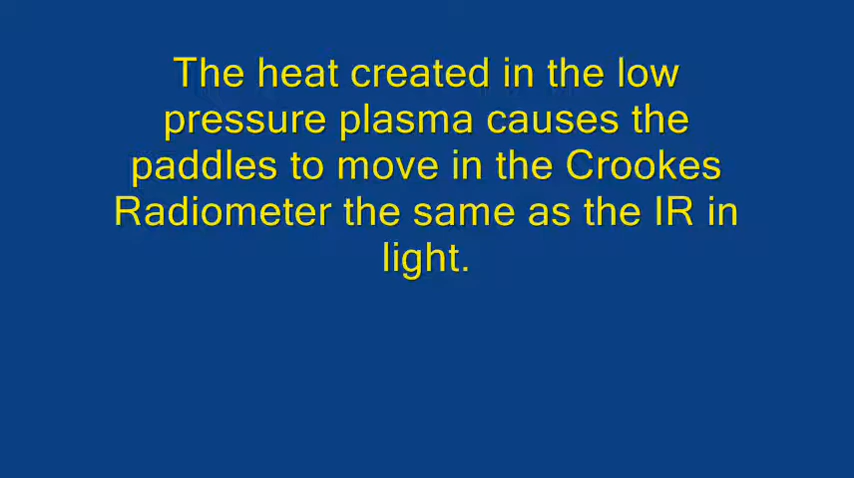 The heat created in the low
pressure plasma causes the
paddles to move in the Crookes
Radiometer the same as the IR in
light.